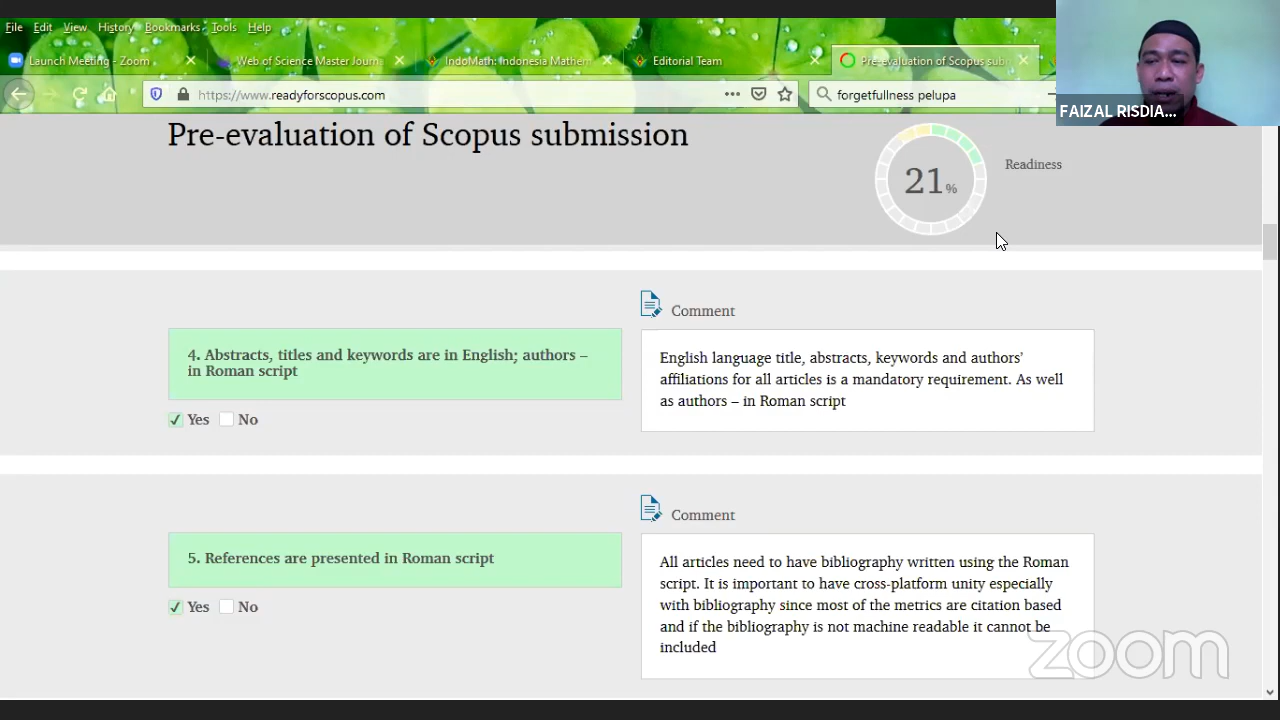 File Edit View History Bookmarks Tools Help
Launch Meeting - Zoom
Web of Science Master Journa
IndoMath: Indonesia Mathem
Editorial Team
Pre-evaluation of Scopus subm
https://www.readyforscopus.com
forgetfullness pelupa
FAIZAL RISDIA...
Pre-evaluation of Scopus submission
21%
Readiness
Comment
4. Abstracts, titles and keywords are in English; authors –
in Roman script
Yes No
English language title, abstracts, keywords and authors'
affiliations for all articles is a mandatory requirement. As well
as authors – in Roman script
Comment
5. References are presented in Roman script
Yes No
All articles need to have bibliography written using the Roman
script. It is important to have cross-platform unity especially
with bibliography since most of the metrics are citation based
and if the bibliography is not machine readable it cannot be
included
zoom